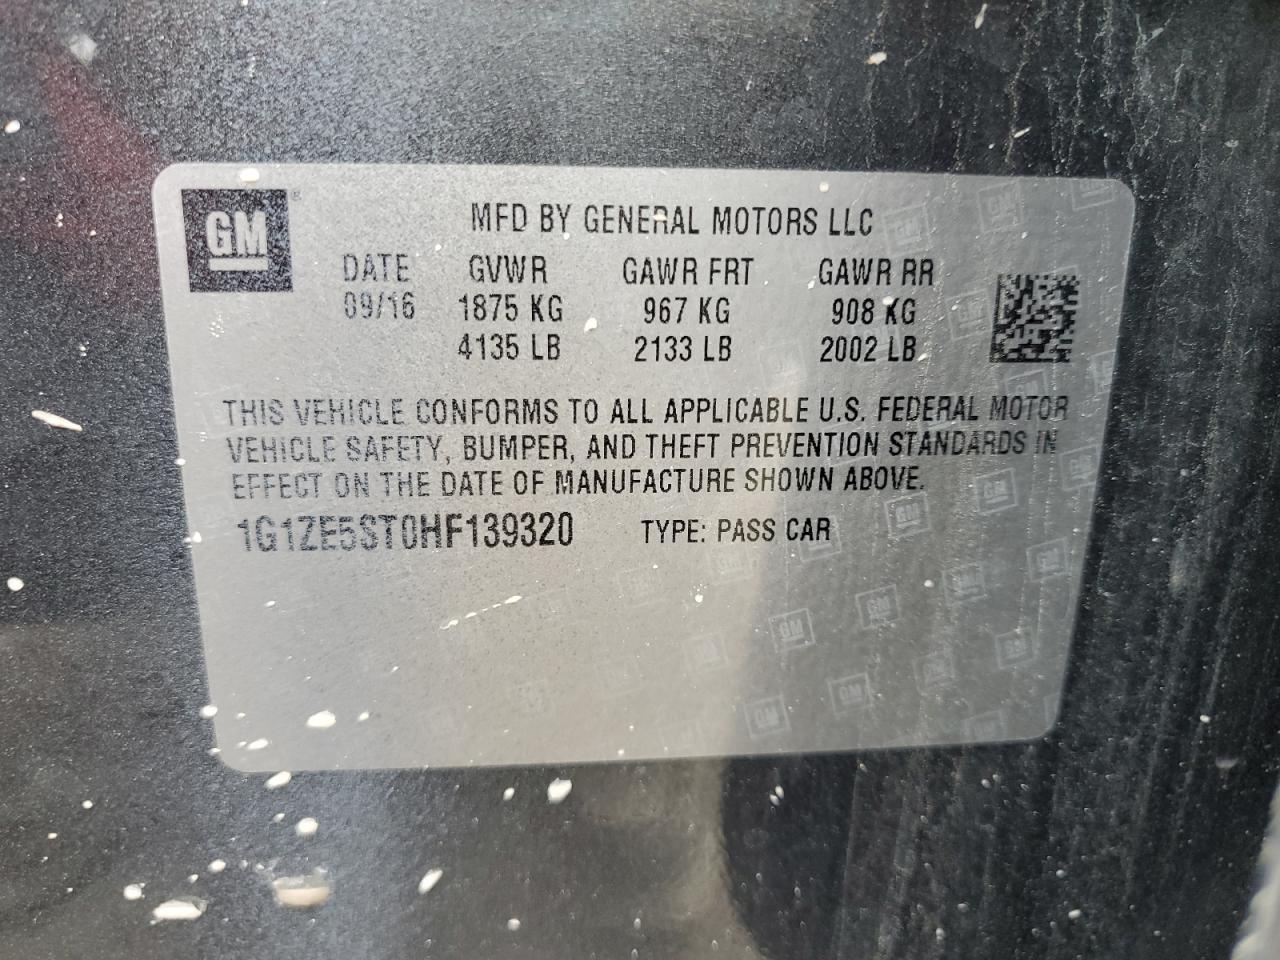 GM
MFD BY GENERAL MOTORS LLC
DATE GVWR GAWR FRT GAWR RR
09/16 1875 KG 967 KG 908 KG
4135 LB 2133 LB 2002 LB
THIS VEHICLE CONFORMS TO ALL APPLICABLE U.S. FEDERAL MOTOR
VEHICLE SAFETY, BUMPER, AND THEFT PREVENTION STANDARDS IN
EFFECT ON THE DATE OF MANUFACTURE SHOWN ABOVE.
1G1ZE5ST0HF139320 TYPE: PASS CAR